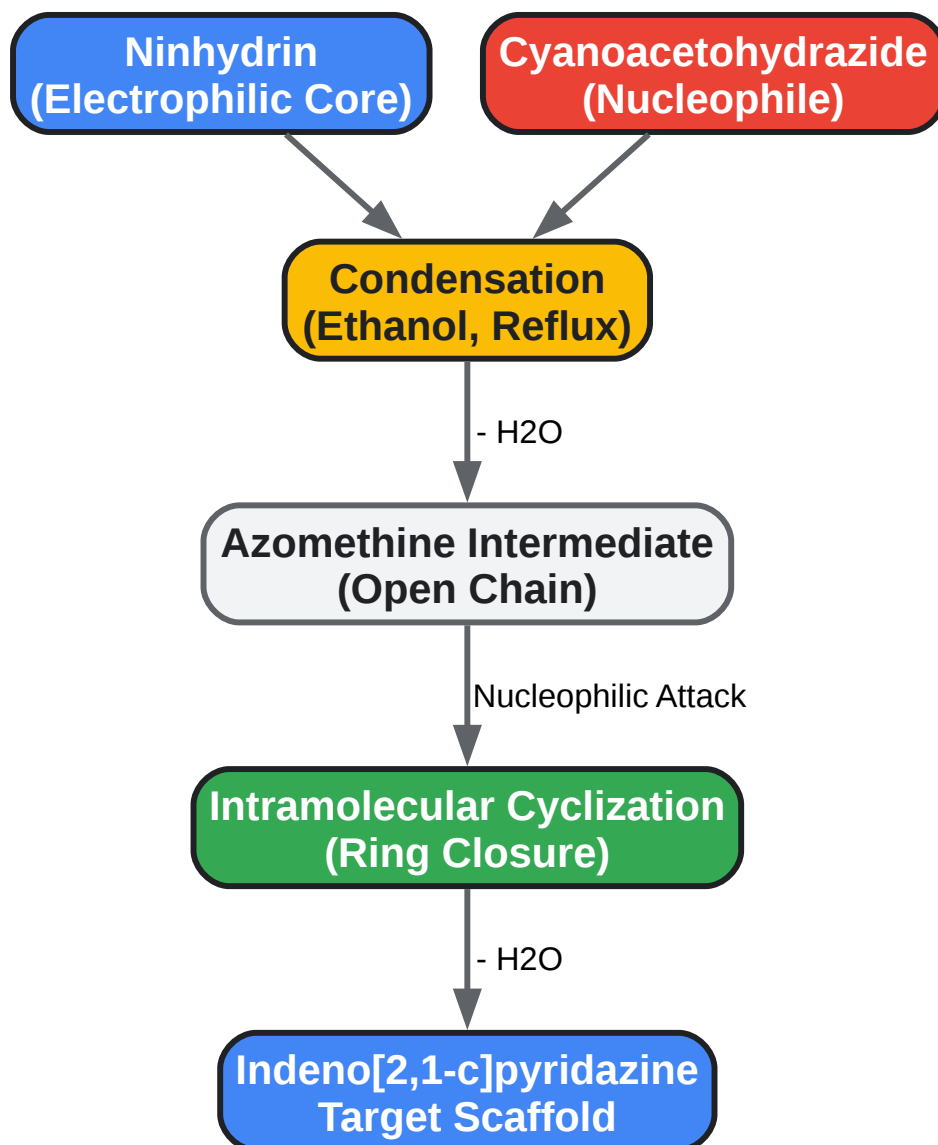 Ninhydrin
(Electrophilic Core)
Cyanoacetohydrazide
(Nucleophile)
Condensation
(Ethanol, Reflux)
- H2O
Azomethine Intermediate
(Open Chain)
Nucleophilic Attack
Intramolecular Cyclization
(Ring Closure)
- H2O
Indeno[2,1-c]pyridazine
Target Scaffold